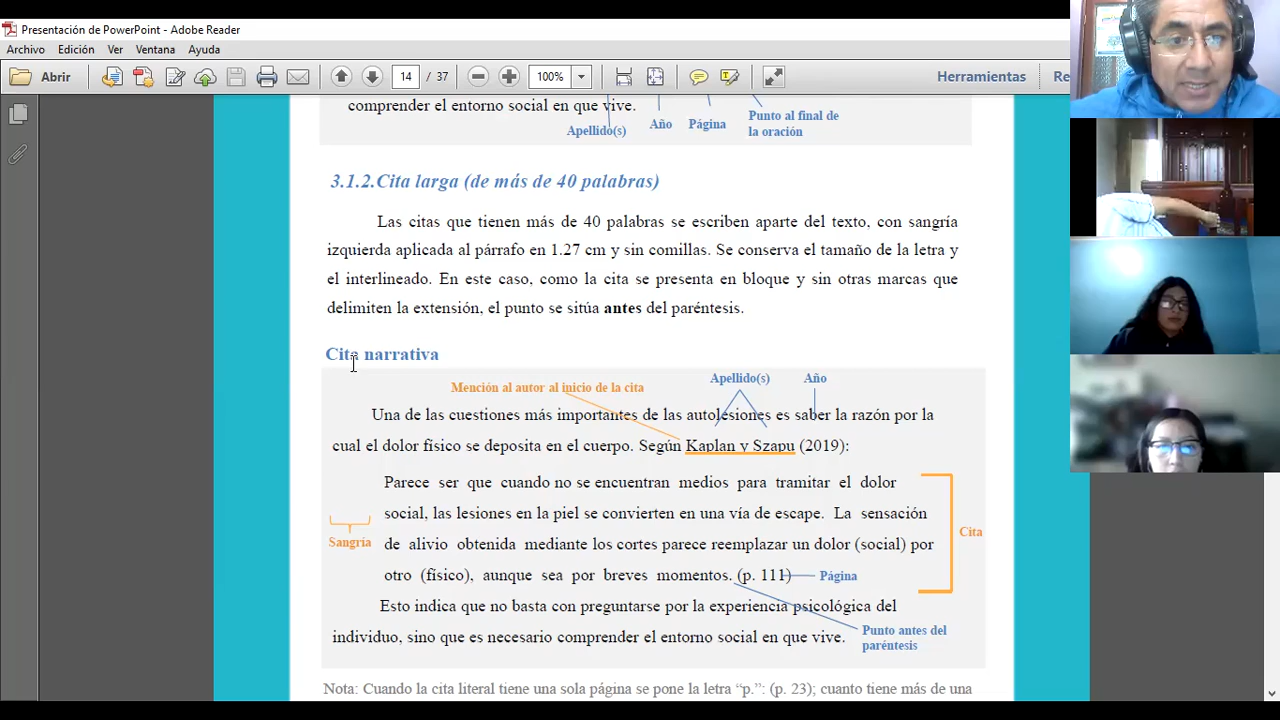 Presentación de PowerPoint - Adobe Reader
Archivo Edición Ver Ventana Ayuda
Abrir 14 / 37 100% Herramientas Re
comprender el entorno social en que vive.
Apellido(s) Año Página Punto al final de
la oración
3.1.2.Cita larga (de más de 40 palabras)
Las citas que tienen más de 40 palabras se escriben aparte del texto, con sangría
izquierda aplicada al párrafo en 1.27 cm y sin comillas. Se conserva el tamaño de la letra y
el interlineado. En este caso, como la cita se presenta en bloque y sin otras marcas que
delimiten la extensión, el punto se sitúa antes del paréntesis.
Cita narrativa
Mención al autor al inicio de la cita Apellido(s) Año
Una de las cuestiones más importantes de las autolesiones es saber la razón por la
cual el dolor físico se deposita en el cuerpo. Según Kaplan y Szapu (2019):
Parece ser que cuando no se encuentran medios para tramitar el dolor
social, las lesiones en la piel se convierten en una vía de escape. La sensación
de alivio obtenida mediante los cortes parece reemplazar un dolor (social) por
otro (físico), aunque sea por breves momentos. (p. 111)
Sangría
Cita
Página
Esto indica que no basta con preguntarse por la experiencia psicológica del
individuo, sino que es necesario comprender el entorno social en que vive.
Punto antes del
paréntesis
Nota: Cuando la cita literal tiene una sola página se pone la letra “p.”: (p. 23); cuanto tiene más de una